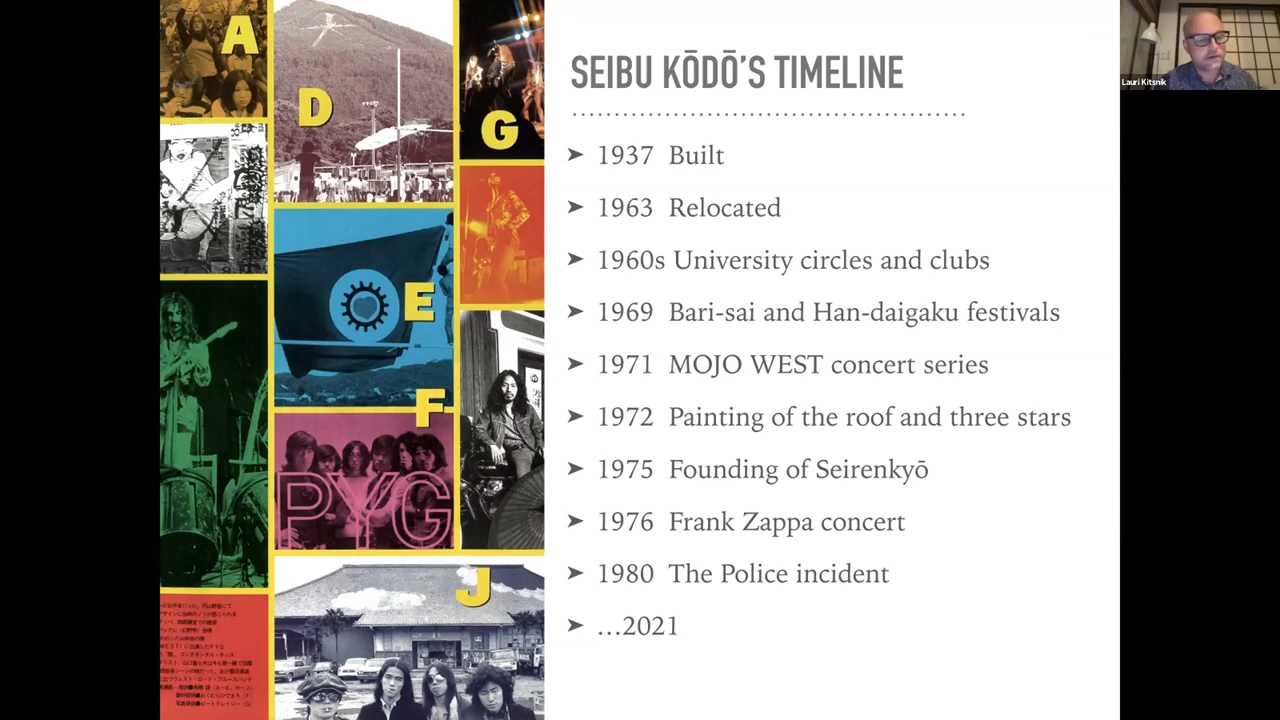 A
D
G
E
F
PYG
J
SEIBU KŌDŌ’S TIMELINE
➤ 1937 Built
➤ 1963 Relocated
➤ 1960s University circles and clubs
➤ 1969 Bari-sai and Han-daigaku festivals
➤ 1971 MOJO WEST concert series
➤ 1972 Painting of the roof and three stars
➤ 1975 Founding of Seirenkyō
➤ 1976 Frank Zappa concert
➤ 1980 The Police incident
➤ …2021
Lauri Kitsnik